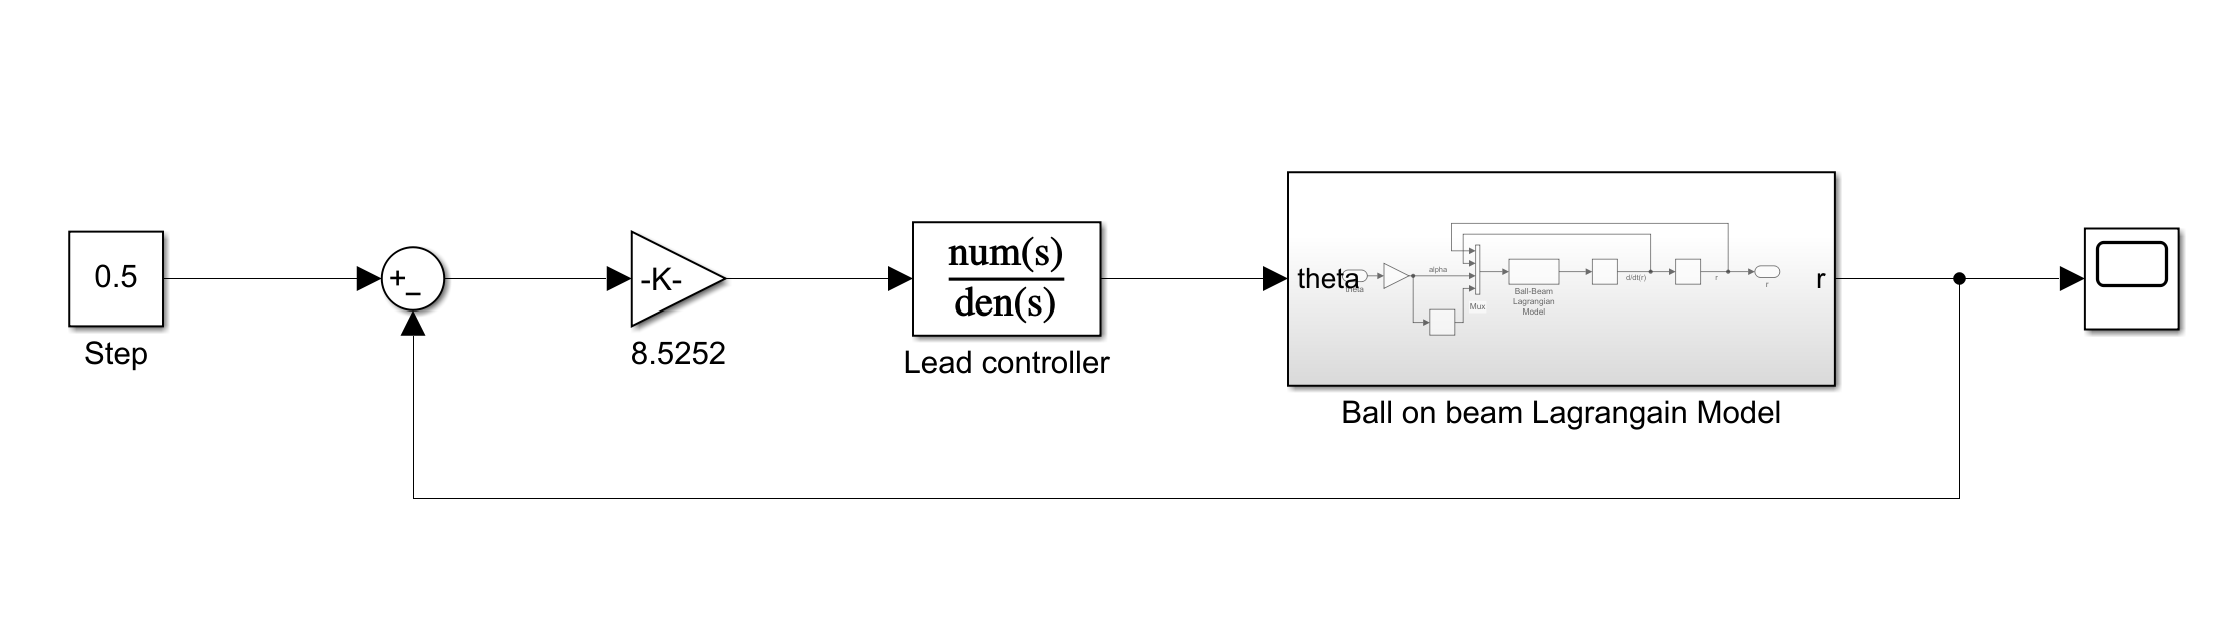 0.5
Step
+
−
-K-
8.5252
num(s)
den(s)
Lead controller
theta
theta
alpha
Mux
Ball-Beam
Lagrangian
Model
d/dt(r)
r
r
r
Ball on beam Lagrangain Model